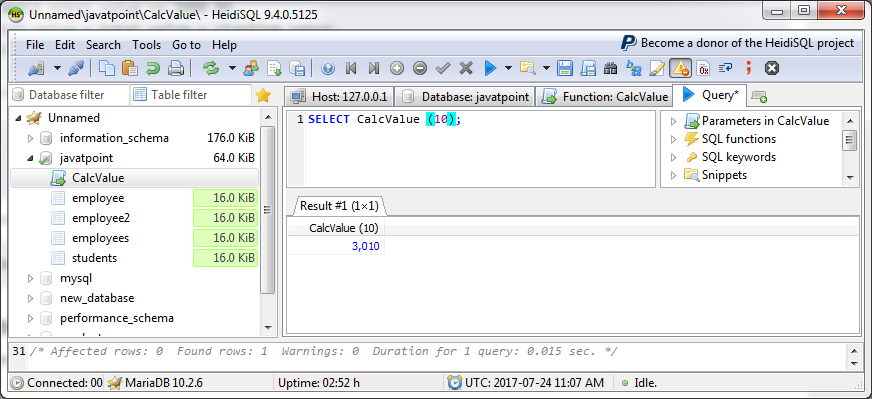 Unnamed\javatpoint\CalcValue\ - HeidiSQL 9.4.0.5125
File Edit Search Tools Go to Help
Become a donor of the HeidiSQL project
Database filter Table filter
Host: 127.0.0.1 Database: javatpoint Function: CalcValue Query*
Unnamed
information_schema 176.0 KiB
javatpoint 64.0 KiB
CalcValue
employee 16.0 KiB
employee2 16.0 KiB
employees 16.0 KiB
students 16.0 KiB
mysql
new_database
performance_schema
1 SELECT CalcValue (10);
Parameters in CalcValue
SQL functions
SQL keywords
Snippets
Result #1 (1×1)
CalcValue (10)
3,010
31 /* Affected rows: 0 Found rows: 1 Warnings: 0 Duration for 1 query: 0.015 sec. */
Connected: 00 MariaDB 10.2.6 Uptime: 02:52 h UTC: 2017-07-24 11:07 AM Idle.